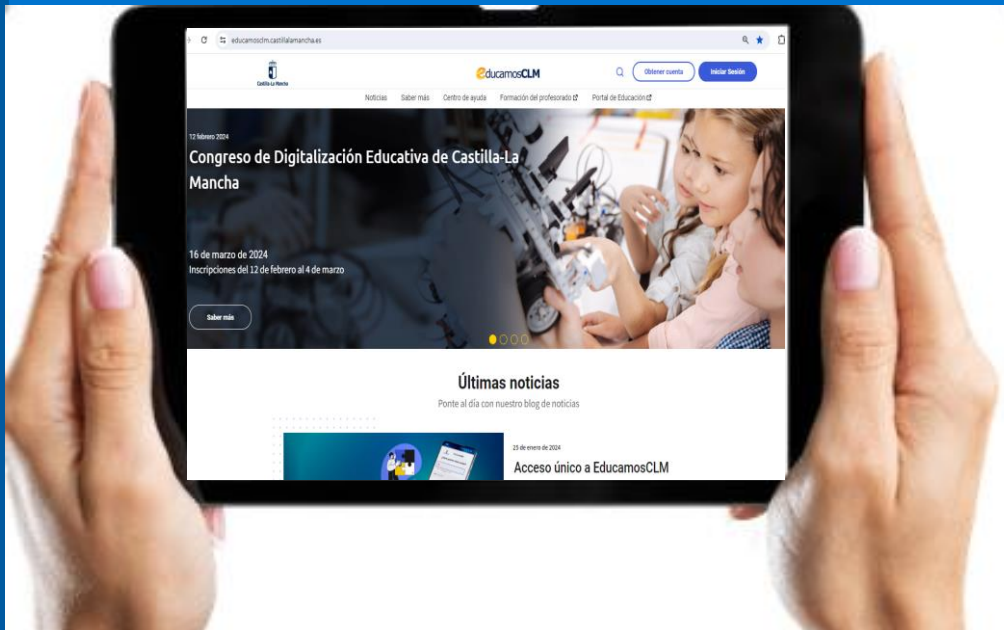 educamosclm.castillalamancha.es
Castilla-La Mancha
educamosCLM
Obtener cuenta
Iniciar Sesión
Noticias Saber más Centro de ayuda Formación del profesorado Portal de Educación
12 febrero 2024
Congreso de Digitalización Educativa de Castilla-La
Mancha
16 de marzo de 2024
Inscripciones del 12 de febrero al 4 de marzo
Saber más
Últimas noticias
Ponte al día con nuestro blog de noticias
25 de enero de 2024
Acceso único a EducamosCLM